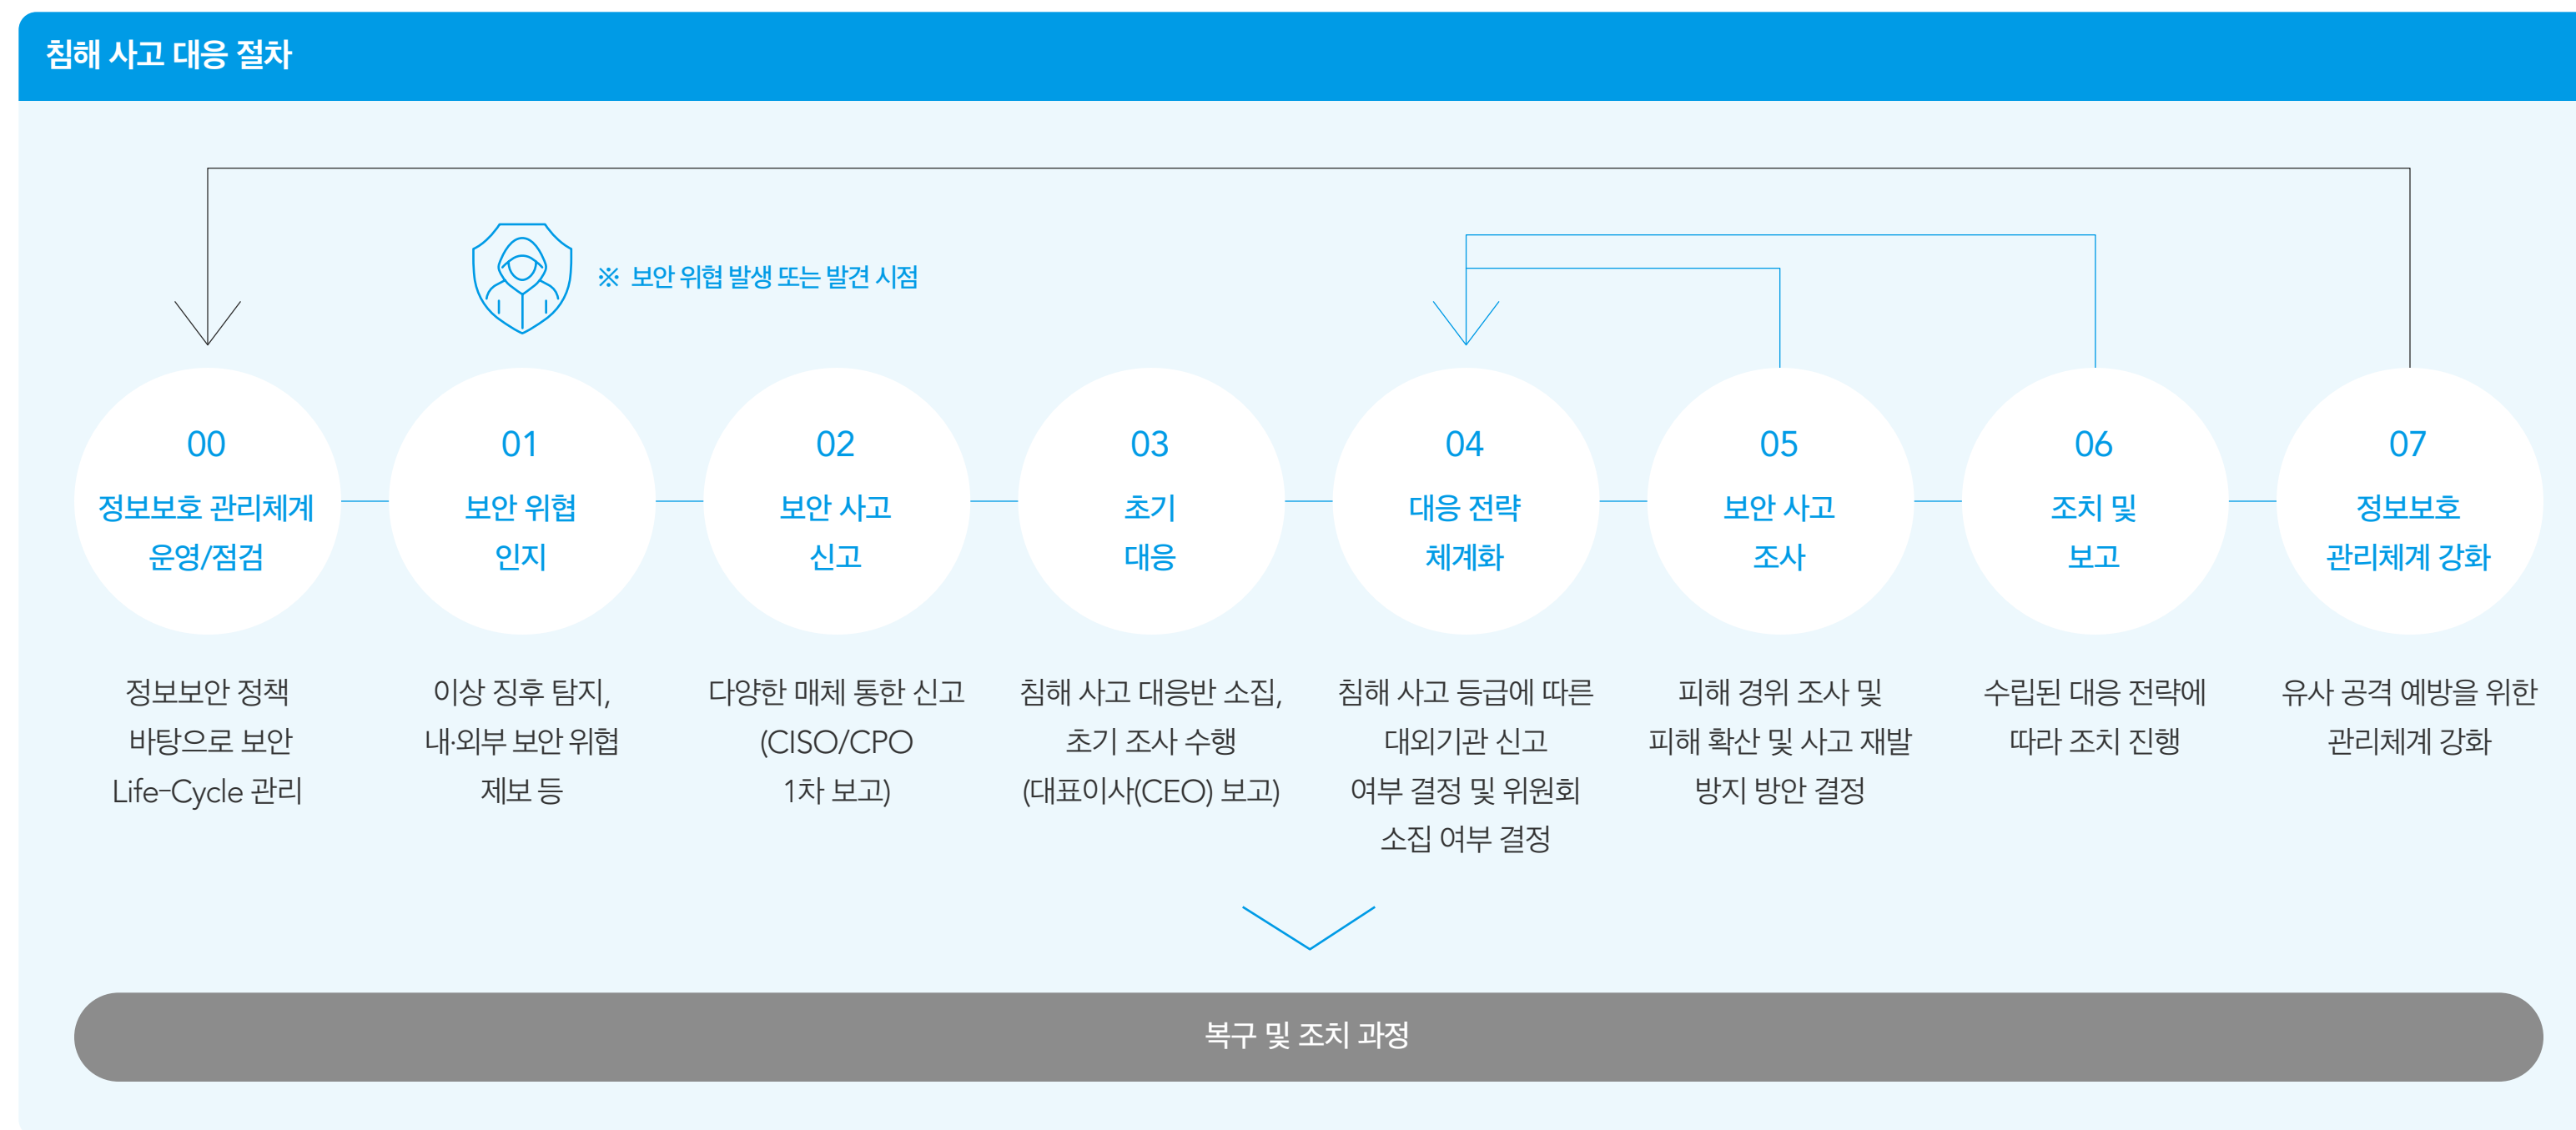 침해 사고 대응 절차
※ 보안 위협 발생 또는 발견 시점
00
정보보호 관리체계
운영/점검
정보보안 정책
바탕으로 보안
Life-Cycle 관리
01
보안 위협
인지
이상 징후 탐지,
내·외부 보안 위협
제보 등
02
보안 사고
신고
다양한 매체 통한 신고
(CISO/CPO
1차 보고)
03
초기
대응
침해 사고 대응반 소집,
초기 조사 수행
(대표이사(CEO) 보고)
04
대응 전략
체계화
침해 사고 등급에 따른
대외기관 신고
여부 결정 및 위원회
소집 여부 결정
05
보안 사고
조사
피해 경위 조사 및
피해 확산 및 사고 재발
방지 방안 결정
06
조치 및
보고
수립된 대응 전략에
따라 조치 진행
07
정보보호
관리체계 강화
유사 공격 예방을 위한
관리체계 강화
복구 및 조치 과정